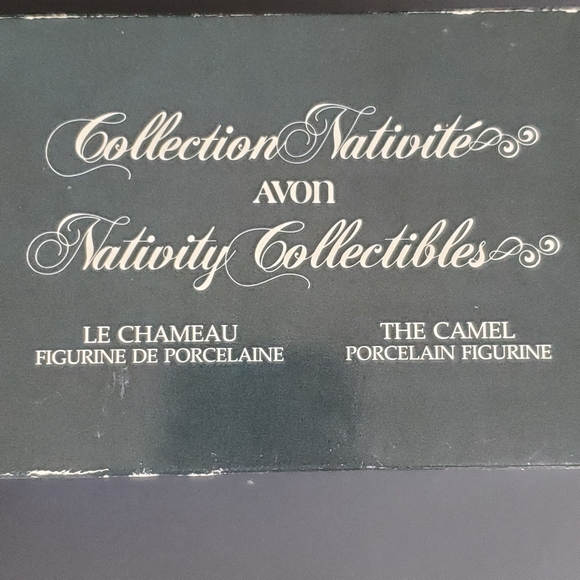 Collection Nativité
AVON
Nativity Collectibles
LE CHAMEAU
FIGURINE DE PORCELAINE
THE CAMEL
PORCELAIN FIGURINE